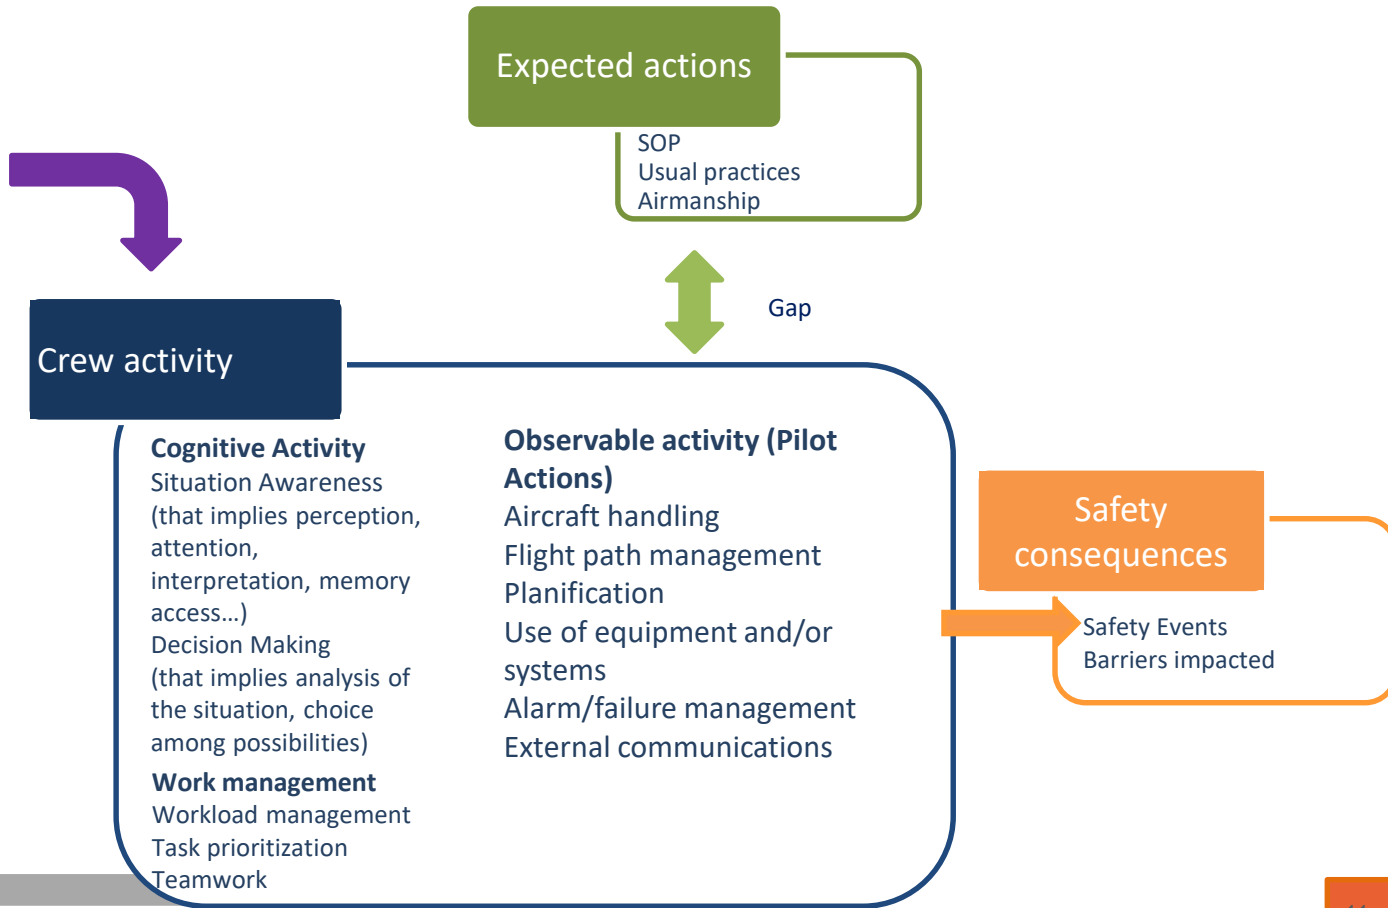 Expected actions
SOP
Usual practices
Airmanship
Gap
Crew activity
Cognitive Activity
Situation Awareness
(that implies perception,
attention,
interpretation, memory
access…)
Decision Making
(that implies analysis of
the situation, choice
among possibilities)
Work management
Workload management
Task prioritization
Teamwork
Observable activity (Pilot
Actions)
Aircraft handling
Flight path management
Planification
Use of equipment and/or
systems
Alarm/failure management
External communications
Safety
consequences
Safety Events
Barriers impacted